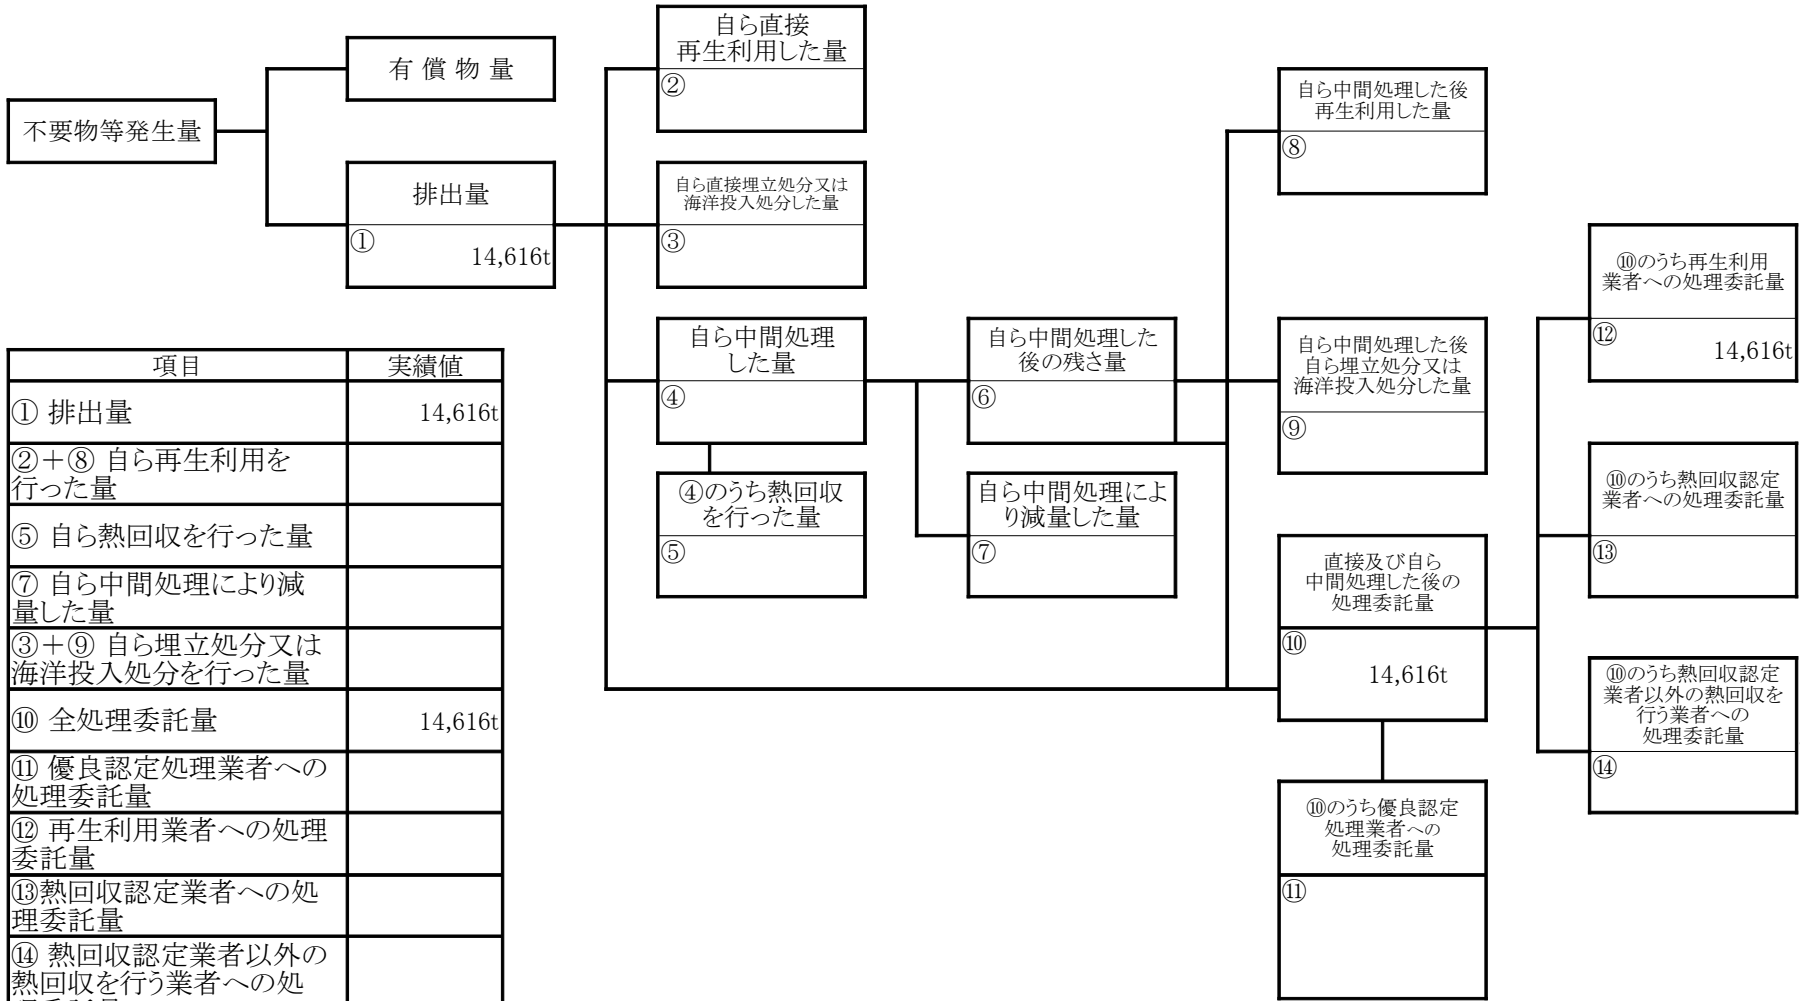 不要物等発生量
有償物量
排出量
①
14,616t
自ら直接
再生利用した量
②
自ら直接埋立処分又は
海洋投入処分した量
③
自ら中間処理
した量
④
④のうち熱回収
を行った量
⑤
自ら中間処理した
後の残さ量
⑥
自ら中間処理によ
り減量した量
⑦
自ら中間処理した後
再生利用した量
⑧
自ら中間処理した後
自ら埋立処分又は
海洋投入処分した量
⑨
直接及び自ら
中間処理した後の
処理委託量
⑩
14,616t
⑩のうち優良認定
処理業者への
処理委託量
⑪
⑩のうち再生利用
業者への処理委託量
⑫
14,616t
⑩のうち熱回収認定
業者への処理委託量
⑬
⑩のうち熱回収認定
業者以外の熱回収を
行う業者への
処理委託量
⑭
項目 実績値
① 排出量 14,616t
②＋⑧ 自ら再生利用を
行った量
⑤ 自ら熱回収を行った量
⑦ 自ら中間処理により減
量した量
③＋⑨ 自ら埋立処分又は
海洋投入処分を行った量
⑩ 全処理委託量 14,616t
⑪ 優良認定処理業者への
処理委託量
⑫ 再生利用業者への処理
委託量
⑬熱回収認定業者への処
理委託量
⑭ 熱回収認定業者以外の
熱回収を行う業者への処